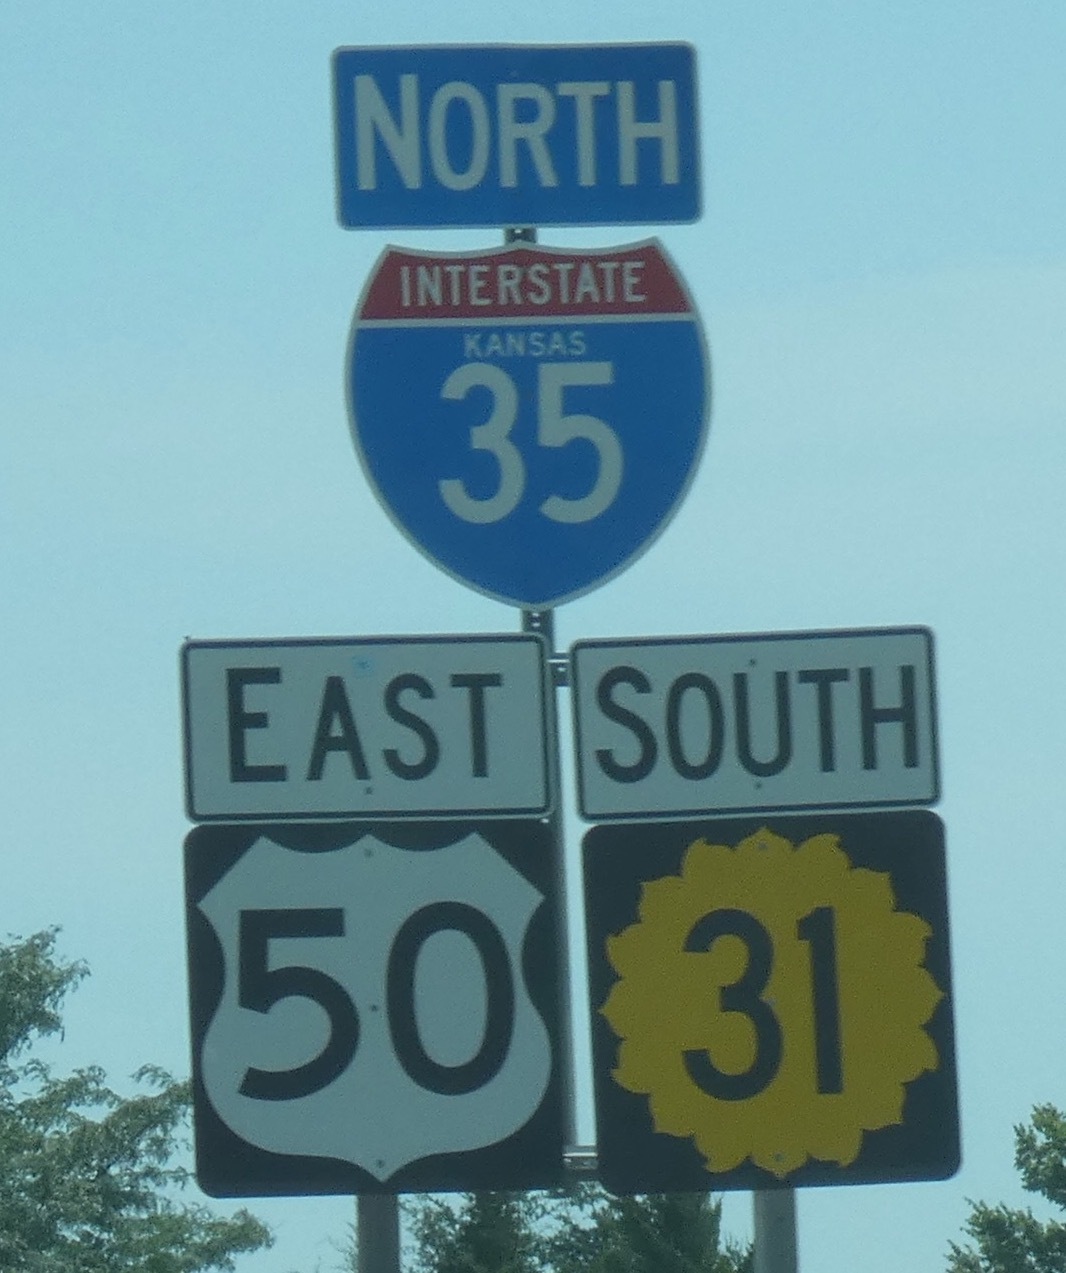 NORTH
INTERSTATE
KANSAS
35
EAST
SOUTH
50
31